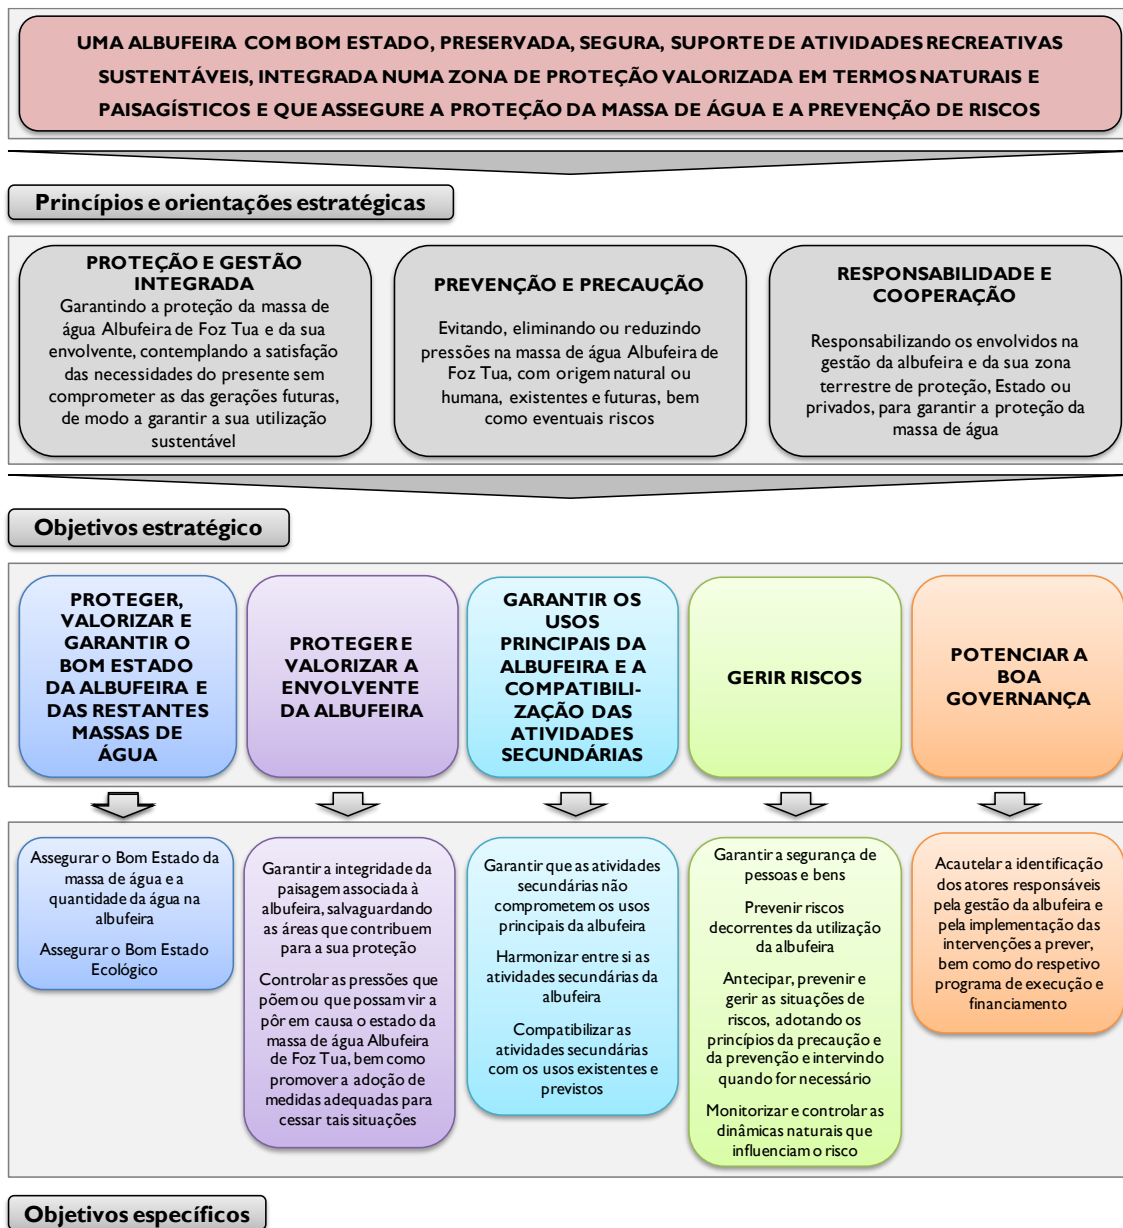 UMA ALBUFEIRA COM BOM ESTADO, PRESERVADA, SEGURA, SUPORTE DE ATIVIDADES RECREATIVAS
SUSTENTÁVEIS, INTEGRADA NUMA ZONA DE PROTEÇÃO VALORIZADA EM TERMOS NATURAIS E
PAISAGÍSTICOS E QUE ASSEGURE A PROTEÇÃO DA MASSA DE ÁGUA E A PREVENÇÃO DE RISCOS
Princípios e orientações estratégicas
PROTEÇÃO E GESTÃO
INTEGRADA
Garantindo a proteção da massa de
água Albufeira de Foz Tua e da sua
envolvente, contemplando a satisfação
das necessidades do presente sem
comprometer as das gerações futuras,
de modo a garantir a sua utilização
sustentável
PREVENÇÃO E PRECAUÇÃO
Evitando, eliminando ou reduzindo
pressões na massa de água Albufeira de
Foz Tua, com origem natural ou
humana, existentes e futuras, bem
como eventuais riscos
RESPONSABILIDADE E
COOPERAÇÃO
Responsabilizando os envolvidos na
gestão da albufeira e da sua zona
terrestre de proteção, Estado ou
privados, para garantir a proteção da
massa de água
Objetivos estratégico
PROTEGER,
VALORIZAR E
GARANTIR O
BOM ESTADO
DA ALBUFEIRA E
DAS RESTANTES
MASSAS DE
ÁGUA
PROTEGER E
VALORIZAR A
ENVOLVENTE
DA ALBUFEIRA
GARANTIR OS
USOS
PRINCIPAIS DA
ALBUFEIRA E A
COMPATIBILI-
ZAÇÃO DAS
ATIVIDADES
SECUNDÁRIAS
GERIR RISCOS
POTENCIAR A
BOA
GOVERNANÇA
Assegurar o Bom Estado da
massa de água e a
quantidade da água na
albufeira
Assegurar o Bom Estado
Ecológico
Garantir a integridade da
paisagem associada à
albufeira, salvaguardando
as áreas que contribuem
para a sua proteção
Controlar as pressões que
põem ou que possam vir a
pôr em causa o estado da
massa de água Albufeira
de Foz Tua, bem como
promover a adoção de
medidas adequadas para
cessar tais situações
Garantir que as atividades
secundárias não
comprometem os usos
principais da albufeira
Harmonizar entre si as
atividades secundárias da
albufeira
Compatibilizar as
atividades secundárias
com os usos existentes e
previstos
Garantir a segurança de
pessoas e bens
Prevenir riscos
decorrentes da utilização
da albufeira
Antecipar, prevenir e
gerir as situações de
riscos, adotando os
princípios da precaução e
da prevenção e intervindo
quando for necessário
Monitorizar e controlar as
dinâmicas naturais que
influenciam o risco
Acautelar a identificação
dos atores responsáveis
pela gestão da albufeira e
pela implementação das
intervenções a prever,
bem como do respetivo
programa de execução e
financiamento
Objetivos específicos